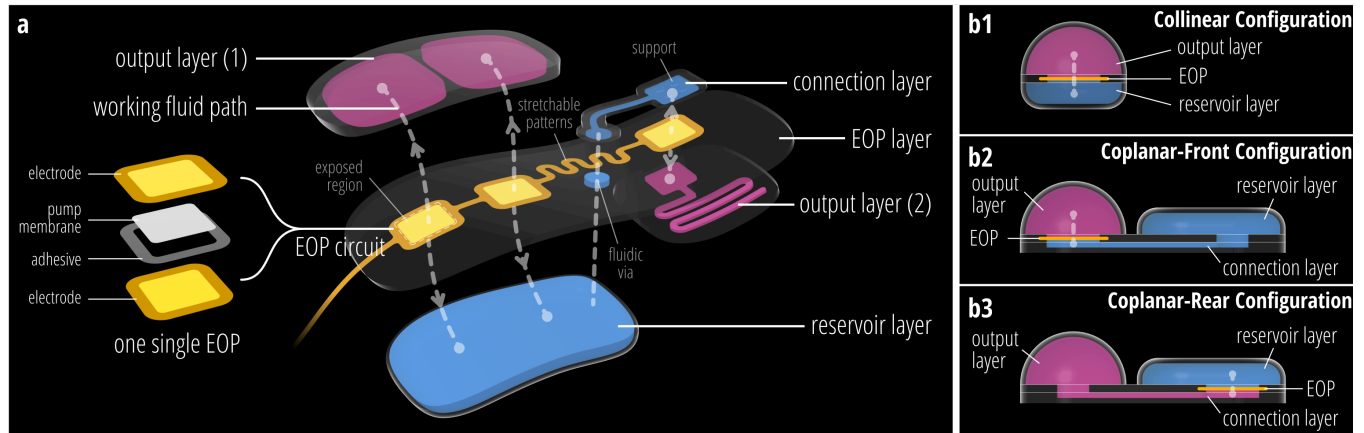 a
output layer (1)
working fluid path
support
connection layer
stretchable
patterns
EOP layer
exposed
region
electrode
pump
membrane
adhesive
electrode
EOP circuit
one single EOP
output layer (2)
fluidic
via
reservoir layer
b1
Collinear Configuration
output layer
EOP
reservoir layer
b2
Coplanar-Front Configuration
output
layer
reservoir layer
EOP
connection layer
b3
Coplanar-Rear Configuration
output
layer
reservoir layer
EOP
connection layer